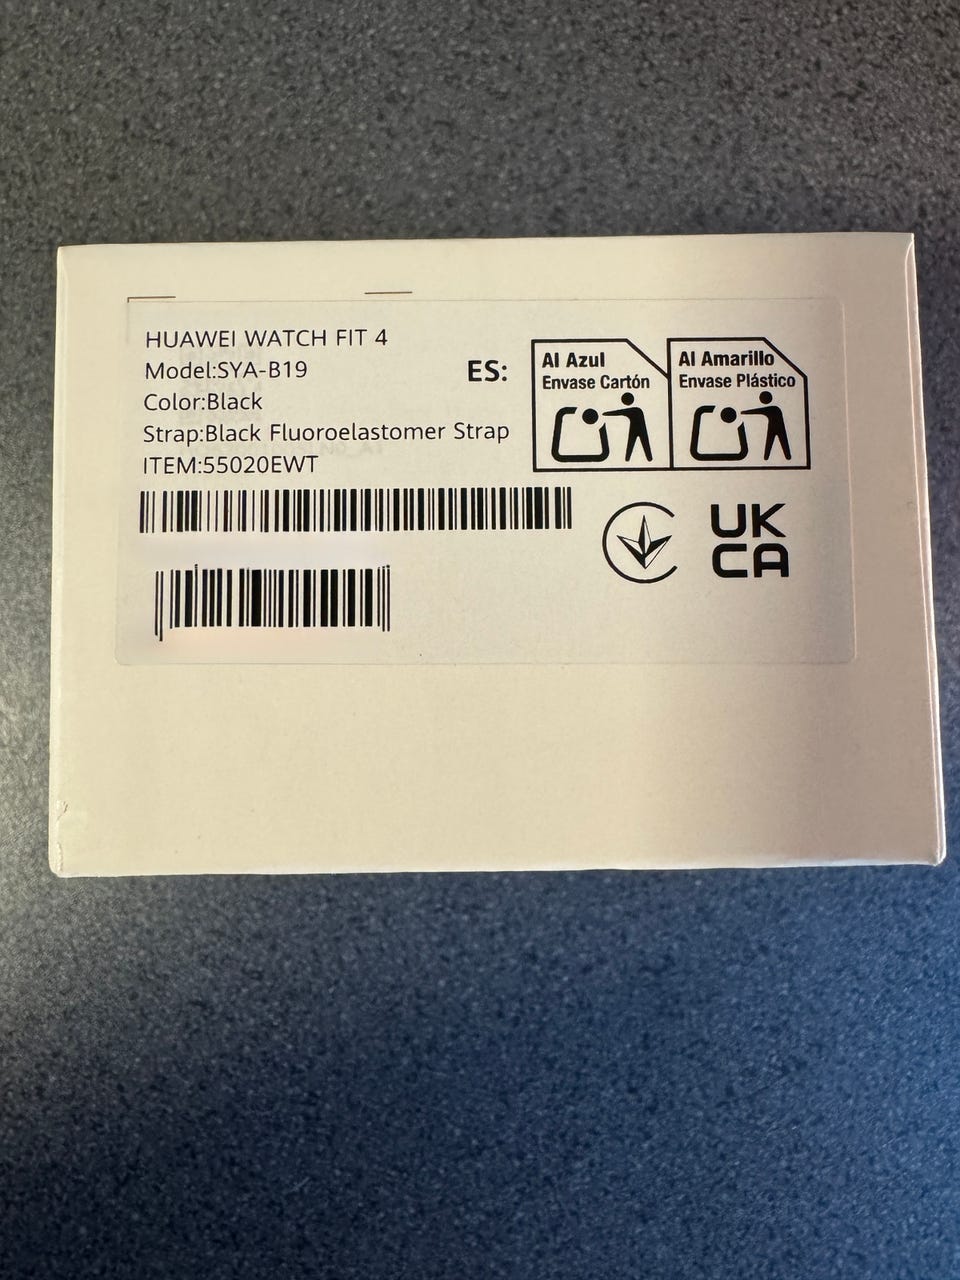 HUAWEI WATCH FIT 4
Model:SYA-B19
Color:Black
Strap:Black Fluoroelastomer Strap
ITEM:55020EWT
ES:
Al Azul
Envase Cartón
Al Amarillo
Envase Plástico
UK
CA